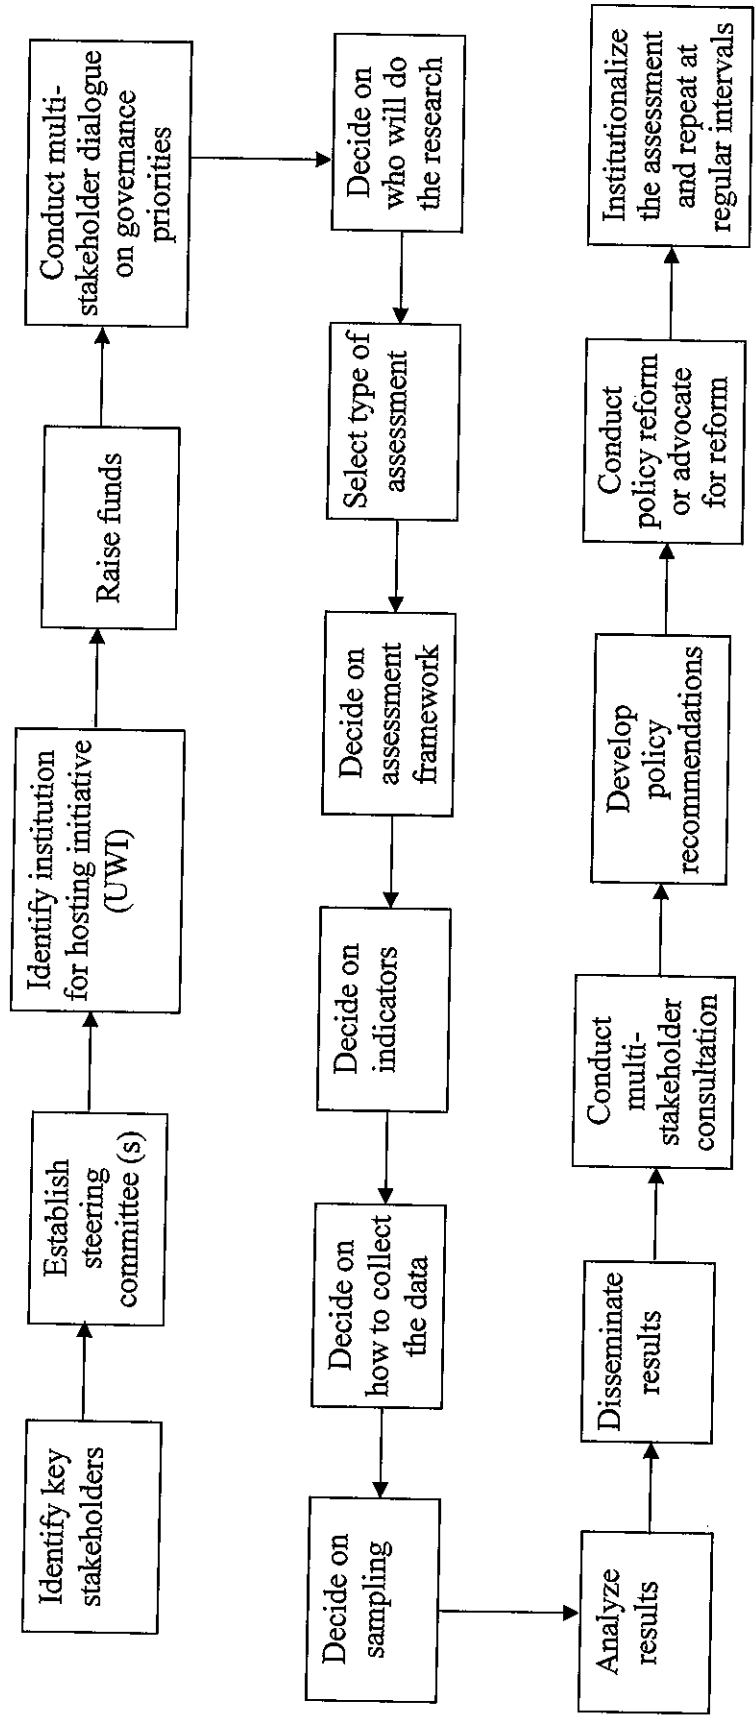 Identify key
stakeholders
Establish
steering
committee (s)
Identify institution
for hosting initiative
(UWI)
Raise funds
Conduct multi-
stakeholder dialogue
on governance
priorities
Decide on
who will do
the research
Select type of
assessment
Decide on
assessment
framework
Decide on
indicators
Decide on
how to collect
the data
Decide on
sampling
Analyze
results
Disseminate
results
Conduct
multi-
stakeholder
consultation
Develop
policy
recommendations
Conduct
policy reform
or advocate
for reform
Institutionalize
the assessment
and repeat at
regular intervals